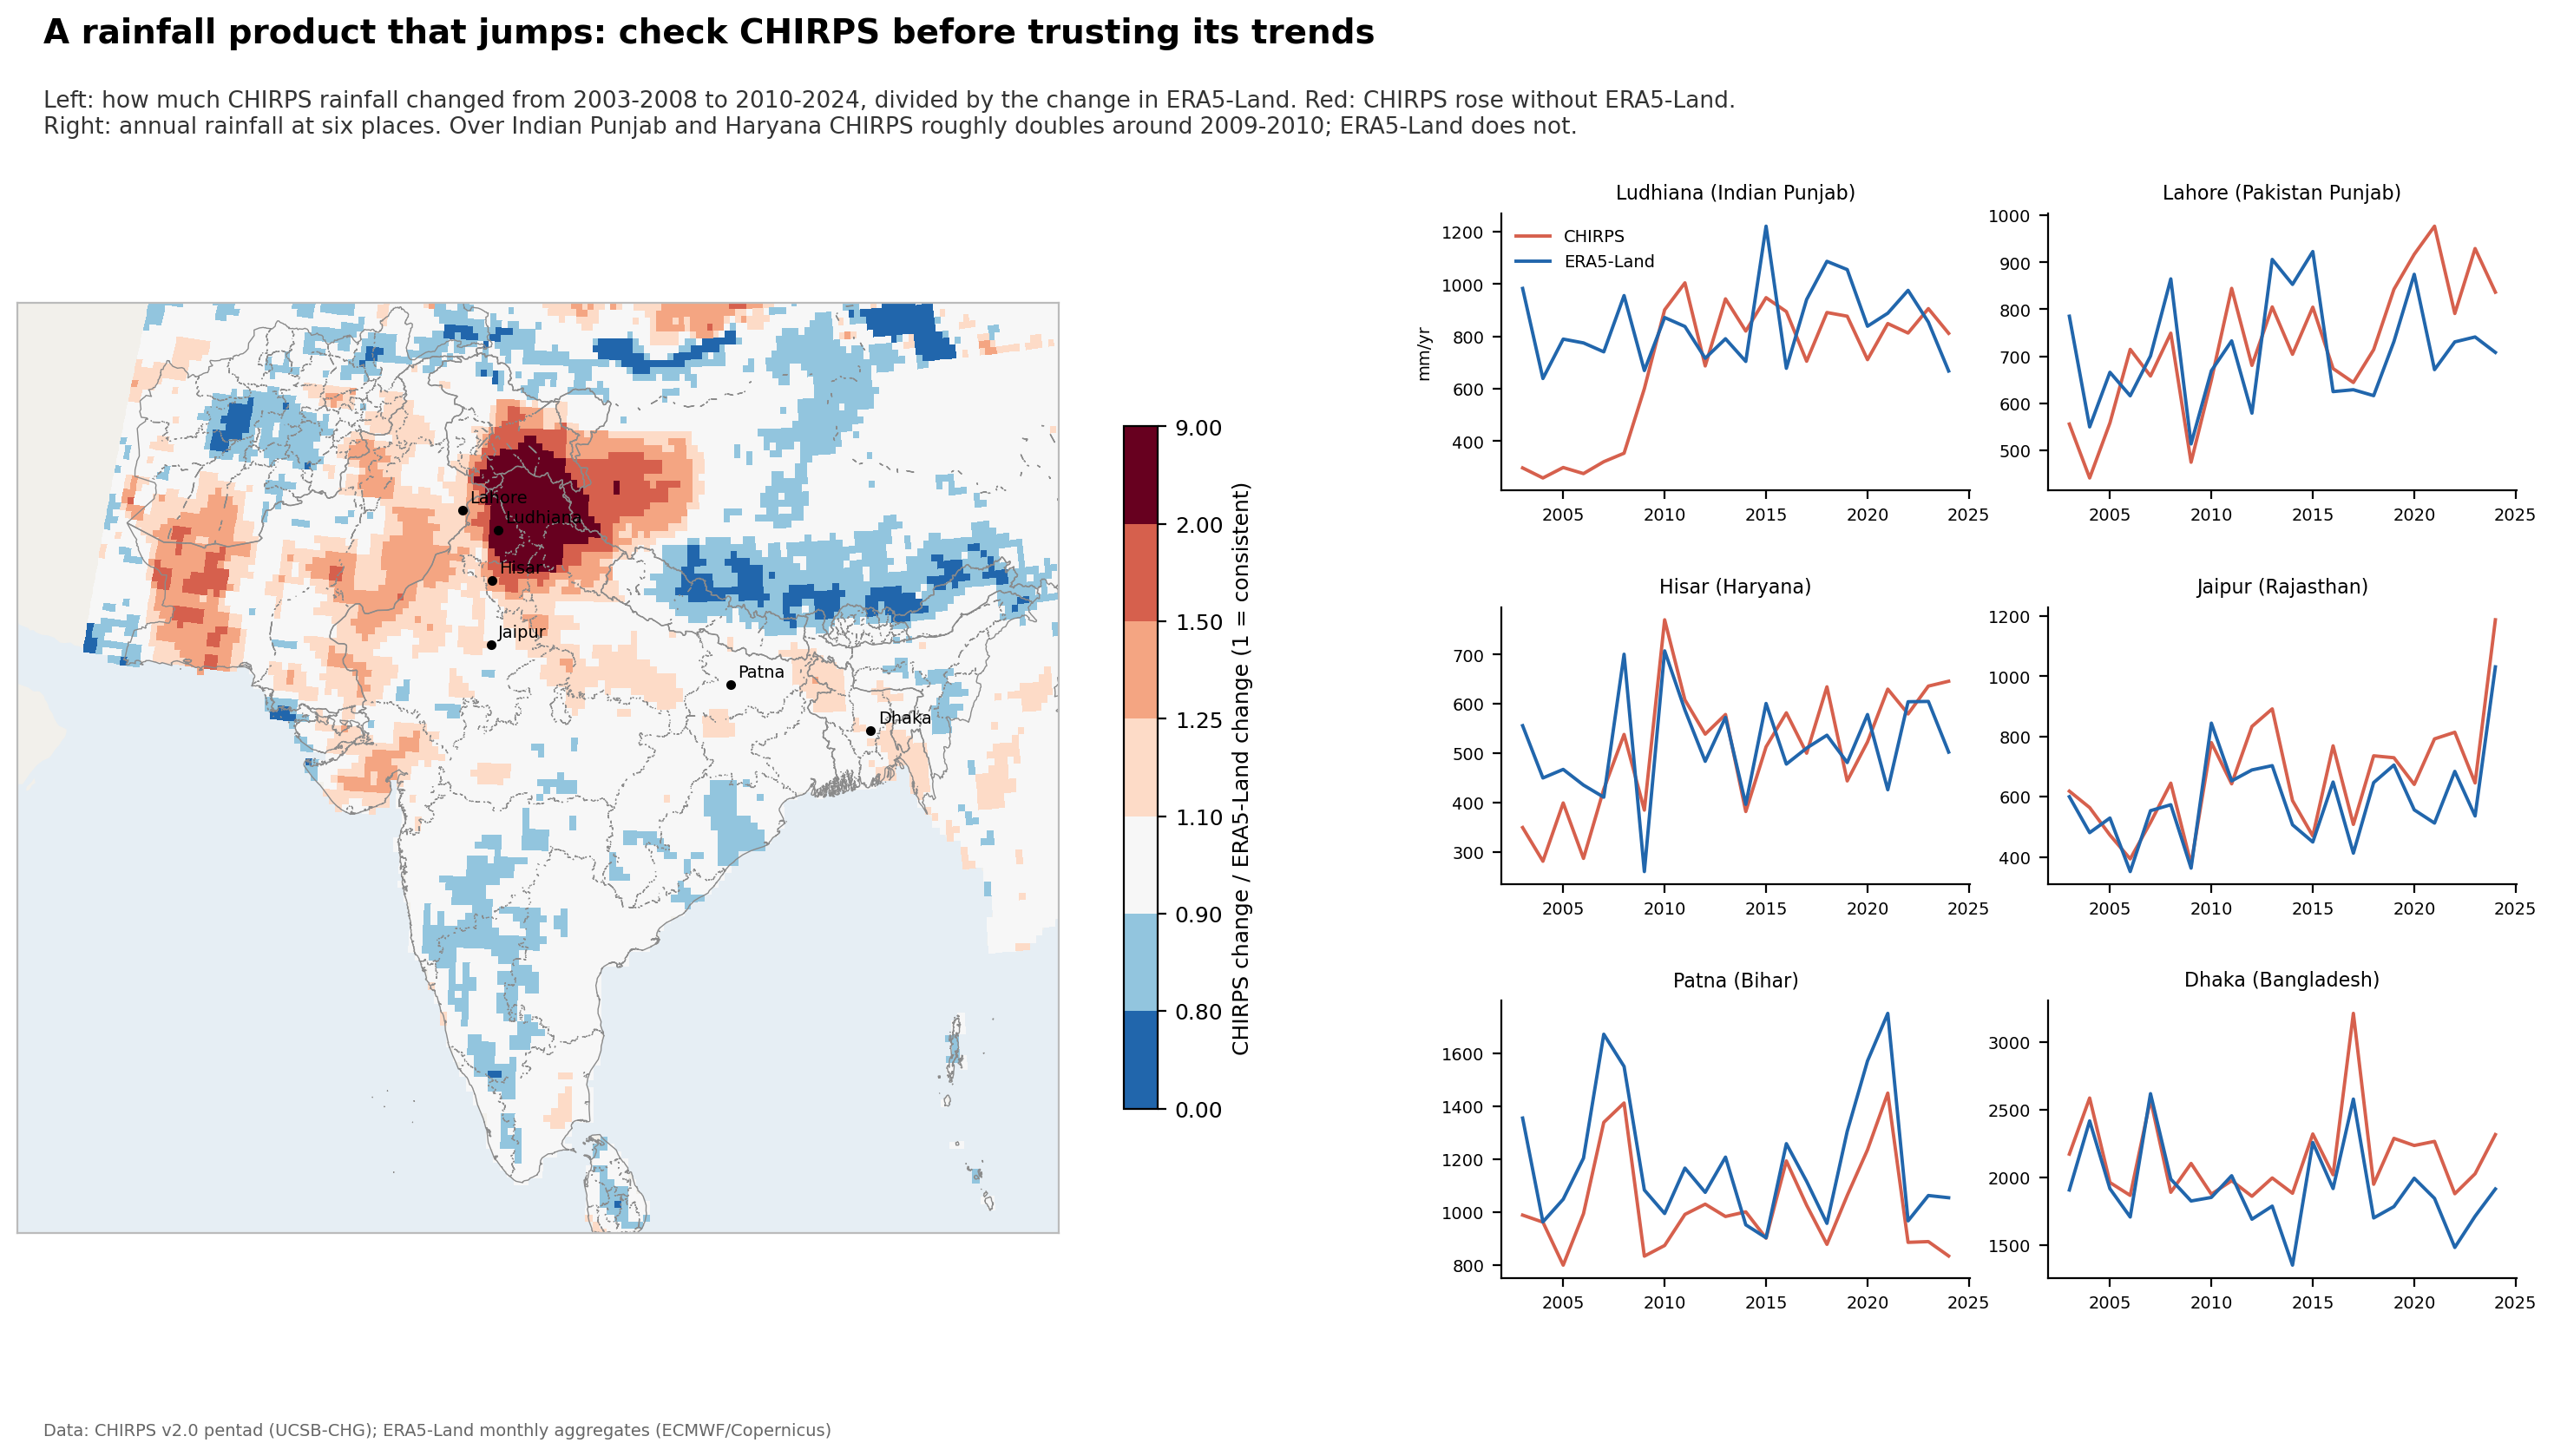 A rainfall product that jumps: check CHIRPS before trusting its trends
Left: how much CHIRPS rainfall changed from 2003-2008 to 2010-2024, divided by the change in ERA5-Land. Red: CHIRPS rose without ERA5-Land.
Right: annual rainfall at six places. Over Indian Punjab and Haryana CHIRPS roughly doubles around 2009-2010; ERA5-Land does not.
Lahore
Ludhiana
Hisar
Jaipur
Patna
Dhaka
9.00
2.00
1.50
1.25
1.10
0.90
0.80
0.00
CHIRPS change / ERA5-Land change (1 = consistent)
Ludhiana (Indian Punjab)
CHIRPS
ERA5-Land
mm/yr
1200
1000
800
600
400
2005 2010 2015 2020 2025
Lahore (Pakistan Punjab)
1000
900
800
700
600
500
2005 2010 2015 2020 2025
Hisar (Haryana)
700
600
500
400
300
2005 2010 2015 2020 2025
Jaipur (Rajasthan)
1200
1000
800
600
400
2005 2010 2015 2020 2025
Patna (Bihar)
1600
1400
1200
1000
800
2005 2010 2015 2020 2025
Dhaka (Bangladesh)
3000
2500
2000
1500
2005 2010 2015 2020 2025
Data: CHIRPS v2.0 pentad (UCSB-CHG); ERA5-Land monthly aggregates (ECMWF/Copernicus)